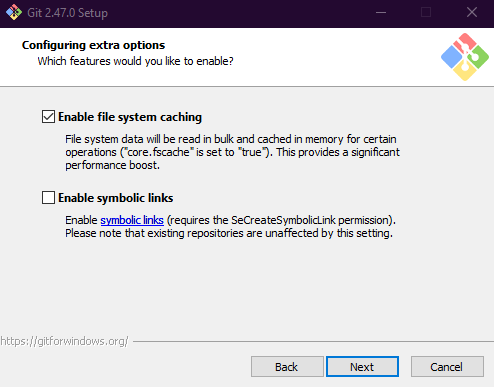 Git 2.47.0 Setup
Configuring extra options
Which features would you like to enable?
Enable file system caching
File system data will be read in bulk and cached in memory for certain
operations ("core.fscache" is set to "true"). This provides a significant
performance boost.
Enable symbolic links
Enable symbolic links (requires the SeCreateSymbolicLink permission).
Please note that existing repositories are unaffected by this setting.
https://gitforwindows.org/
Back Next Cancel